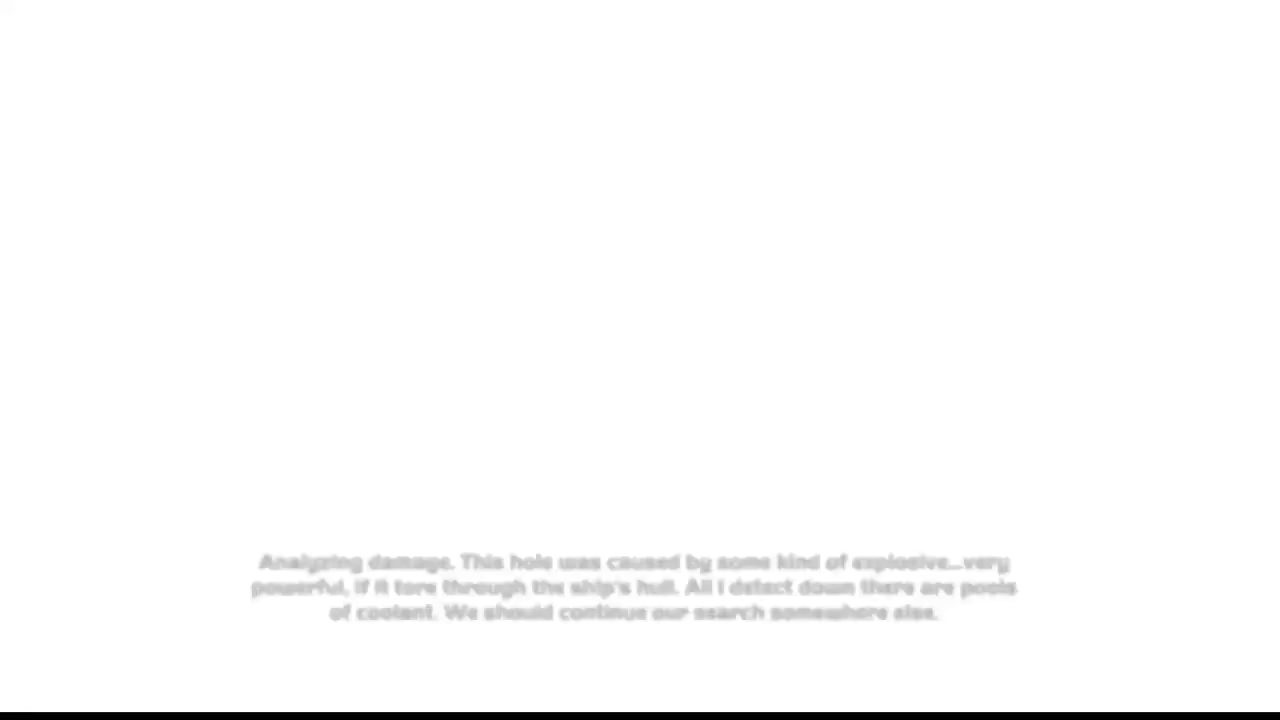 Analyzing damage. This hole was caused by some kind of explosive...very
powerful, if it tore through the ship's hull. All I detect down there are pools
of coolant. We should continue our search somewhere else.